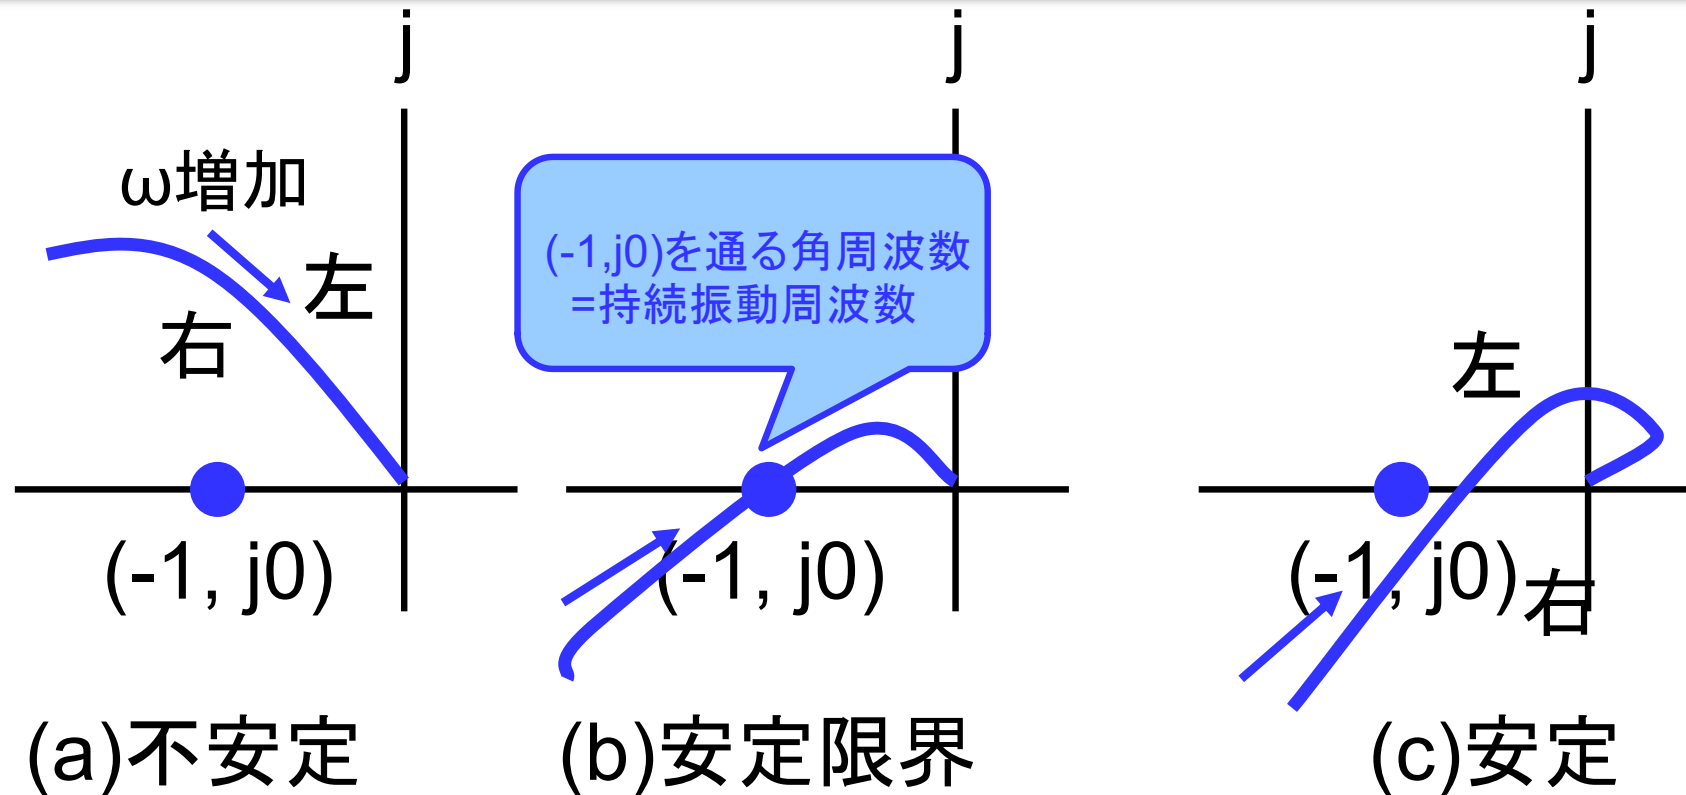 j
ω増加
左
右
(-1, j0)
(a)不安定
j
(-1,j0)を通る角周波数
=持続振動周波数
(-1, j0)
(b)安定限界
j
左
(-1, j0)
右
(c)安定